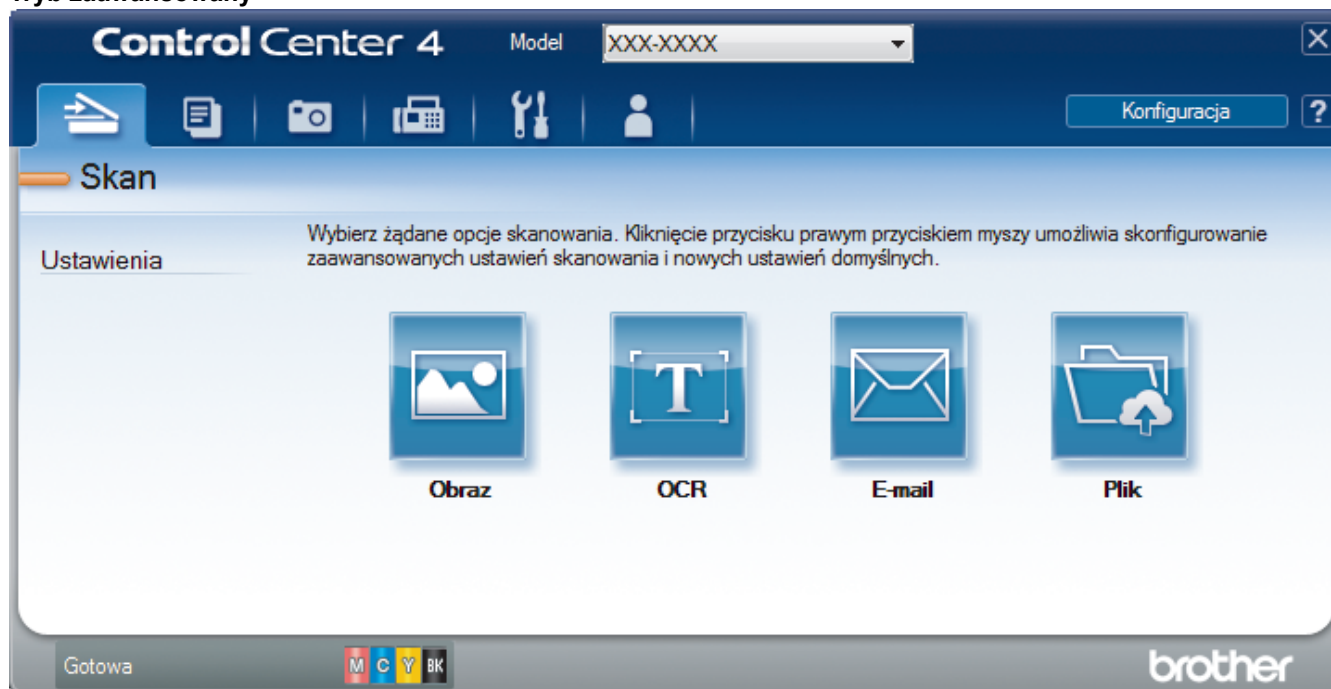 Control Center 4 Model XXX-XXXX X
Konfiguracja ?
Skan
Wybierz żądane opcje skanowania. Kliknięcie przycisku prawym przyciskiem myszy umożliwia skonfigurowanie
Ustawienia
zaawansowanych ustawień skanowania i nowych ustawień domyślnych.
T
Obraz OCR E-mail Plik
Gotowa M C Y BK brother